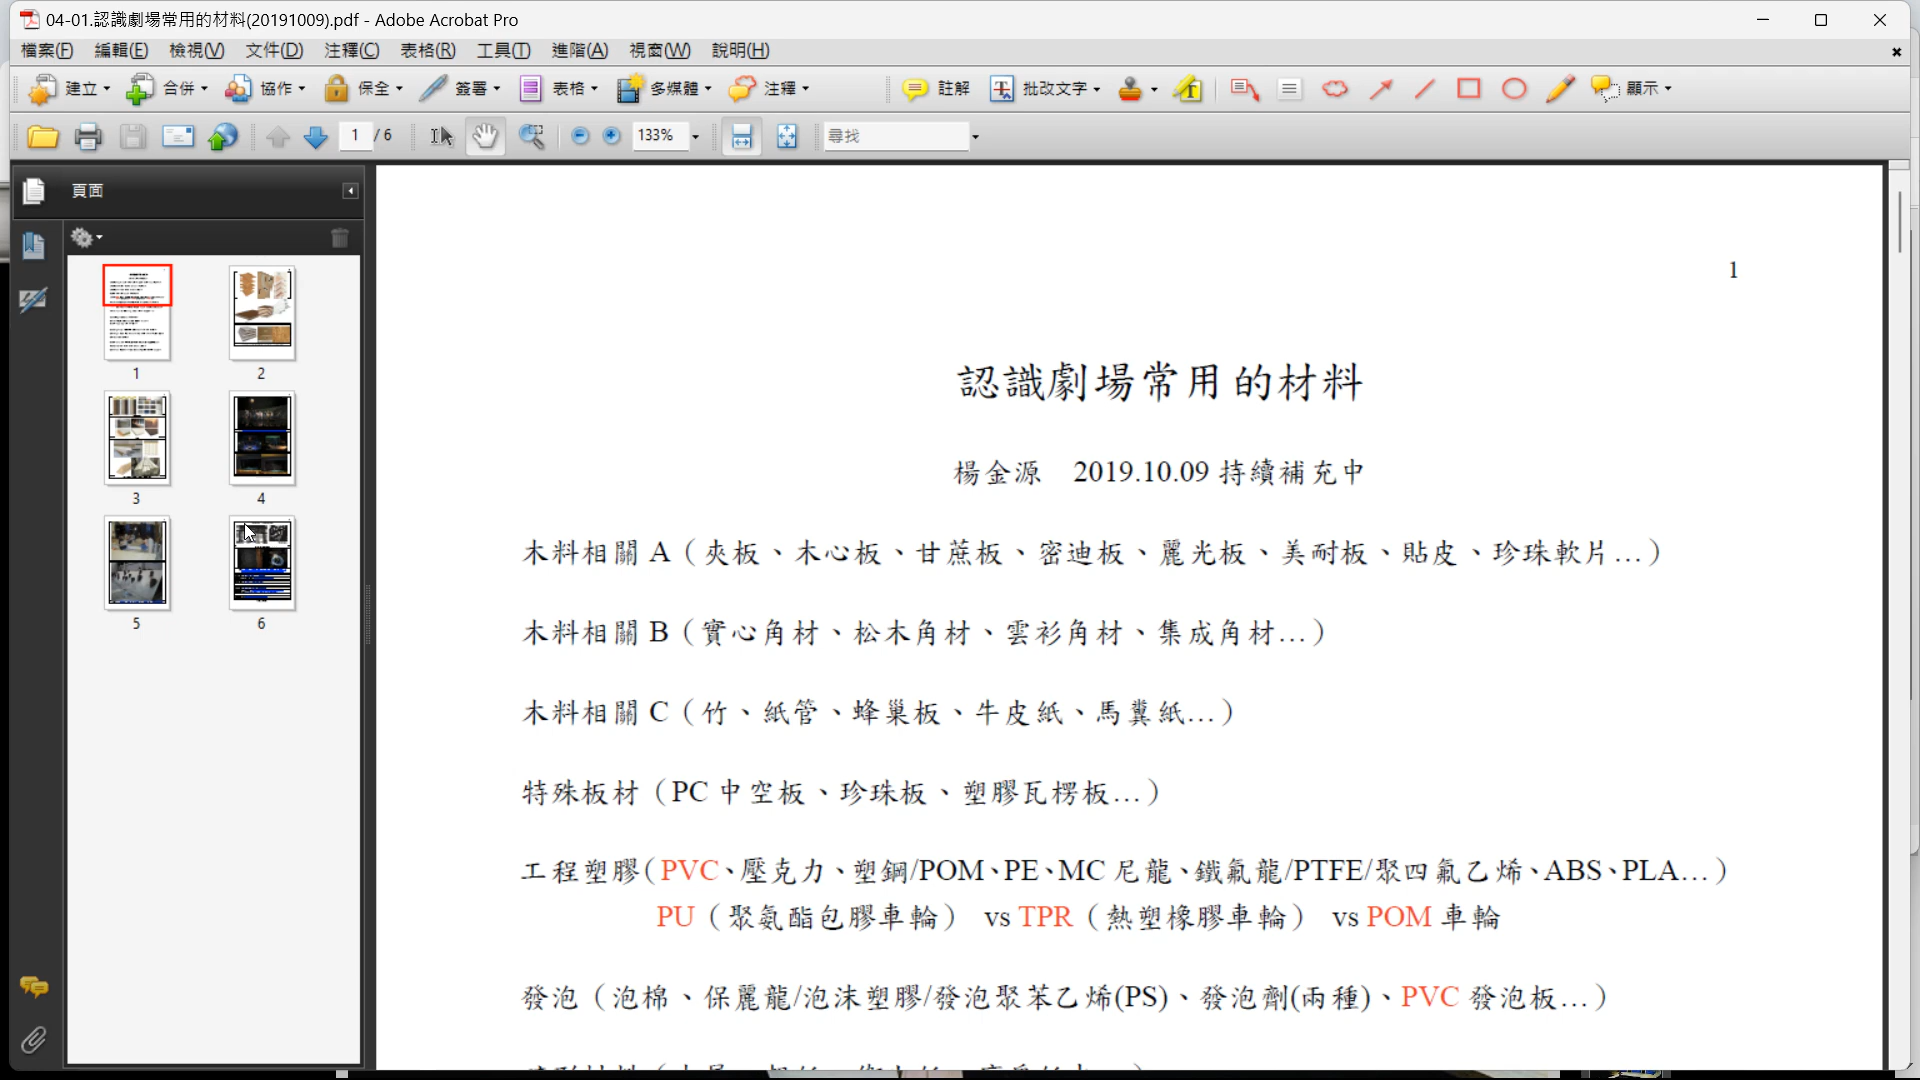 04-01.認識劇場常用的材料(20191009).pdf - Adobe Acrobat Pro
檔案(F) 編輯(E) 檢視(V) 文件(D) 注釋(C) 表格(R) 工具(T) 進階(A) 視窗(W) 說明(H)
建立 合併 協作 保全 簽署 表格 多媒體 注釋 註解 批改文字 顯示
1 / 6 133% 尋找
頁面
1 2
3 4
5 6
1
認識劇場常用的材料
楊金源 2019.10.09 持續補充中
木料相關 A（夾板、木心板、甘蔗板、密迪板、麗光板、美耐板、貼皮、珍珠軟片…）
木料相關 B（實心角材、松木角材、雲衫角材、集成角材…）
木料相關 C（竹、紙管、蜂巢板、牛皮紙、馬糞紙…）
特殊板材（PC 中空板、珍珠板、塑膠瓦楞板…）
工程塑膠(PVC、壓克力、塑鋼/POM、PE、MC 尼龍、鐵氟龍/PTFE/聚四氟乙烯、ABS、PLA…)
PU（聚氨酯包膠車輪） vs TPR（熱塑橡膠車輪） vs POM 車輪
發泡（泡棉、保麗龍/泡沫塑膠/發泡聚苯乙烯(PS)、發泡劑(兩種)、PVC 發泡板…）